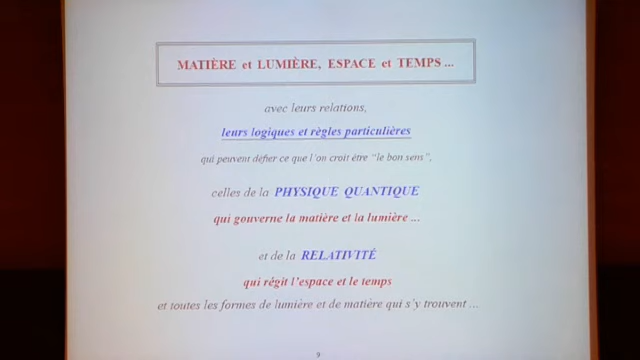 MATIÈRE et LUMIÈRE, ESPACE et TEMPS ...
avec leurs relations,
leurs logiques et règles particulières
qui peuvent défier ce que l'on croit être "le bon sens",
celles de la PHYSIQUE QUANTIQUE
qui gouverne la matière et la lumière ...
et de la RELATIVITÉ
qui régit l'espace et le temps
et toutes les formes de lumière et de matière qui s'y trouvent ...
9